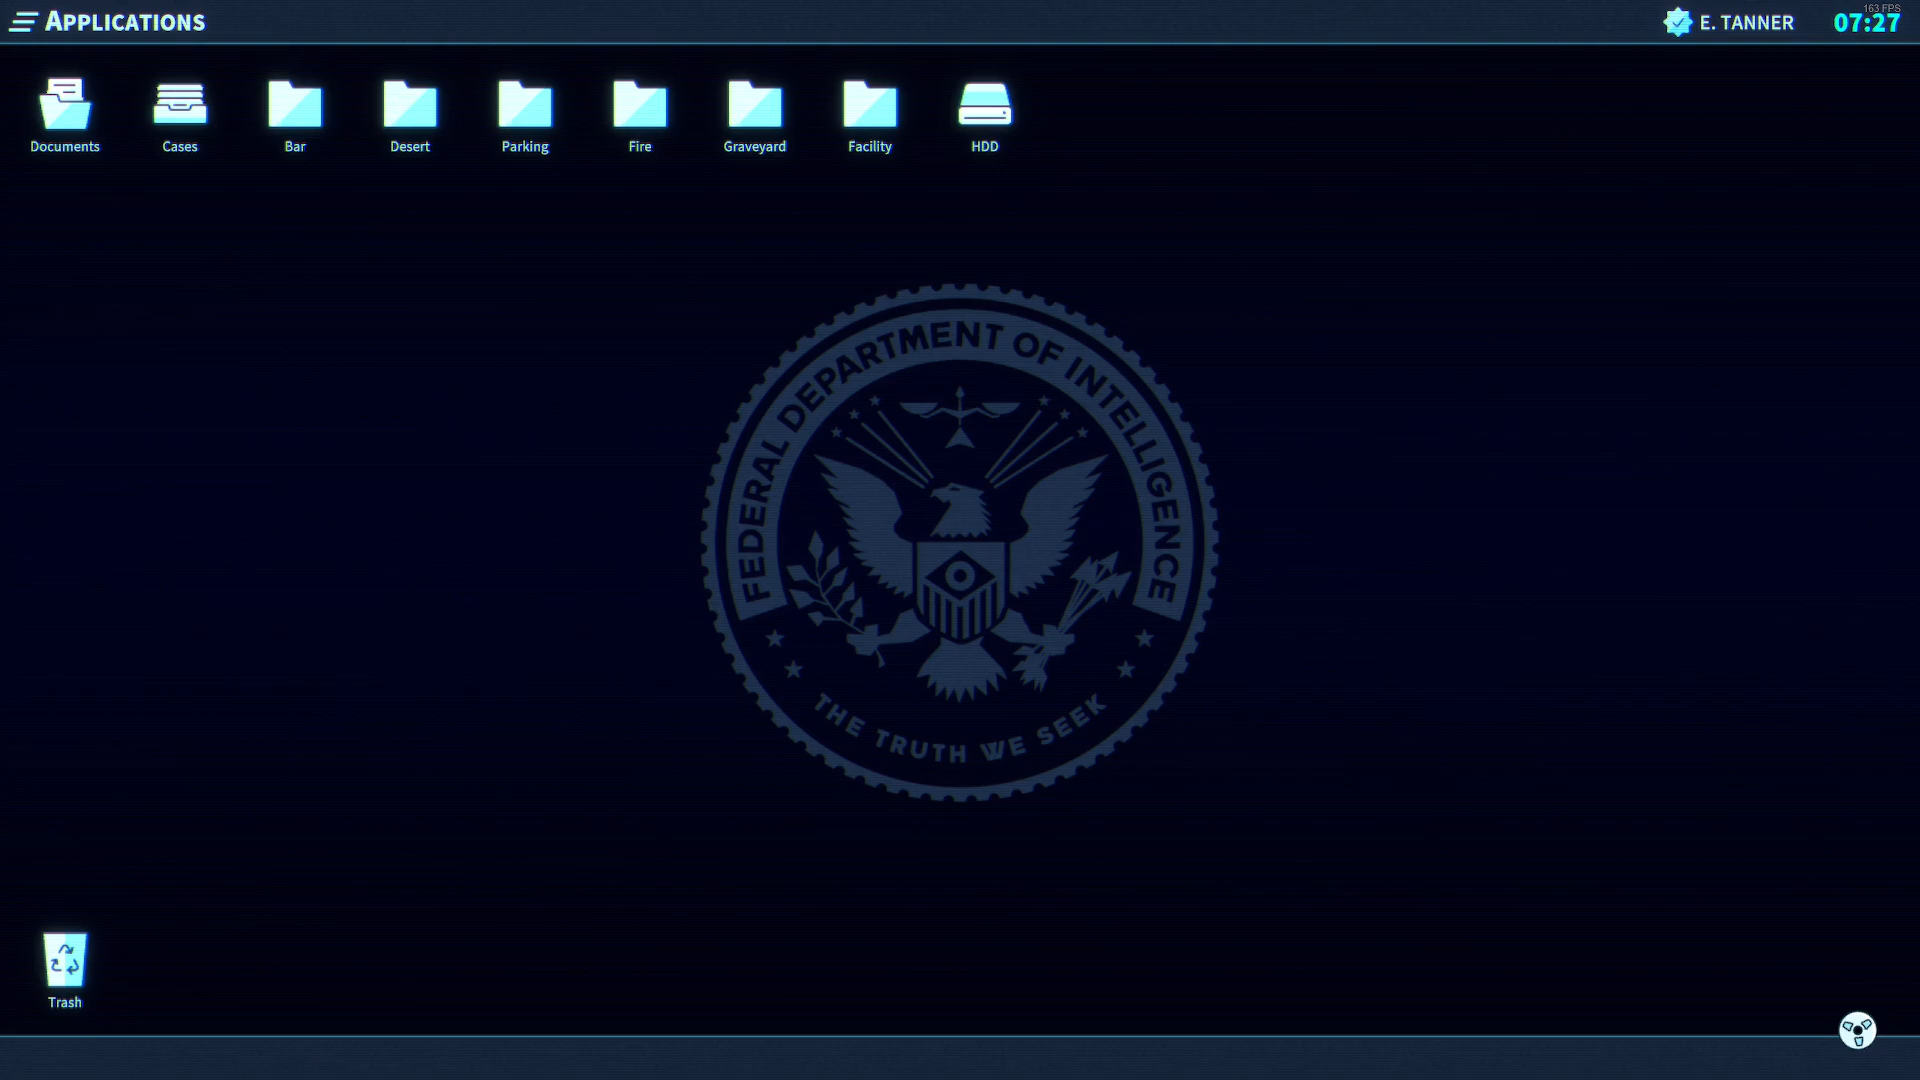 APPLICATIONS
E. TANNER
163 FPS
07:27
Documents
Cases
Bar
Desert
Parking
Fire
Graveyard
Facility
HDD
FEDERAL DEPARTMENT OF INTELLIGENCE
THE TRUTH WE SEEK
Trash